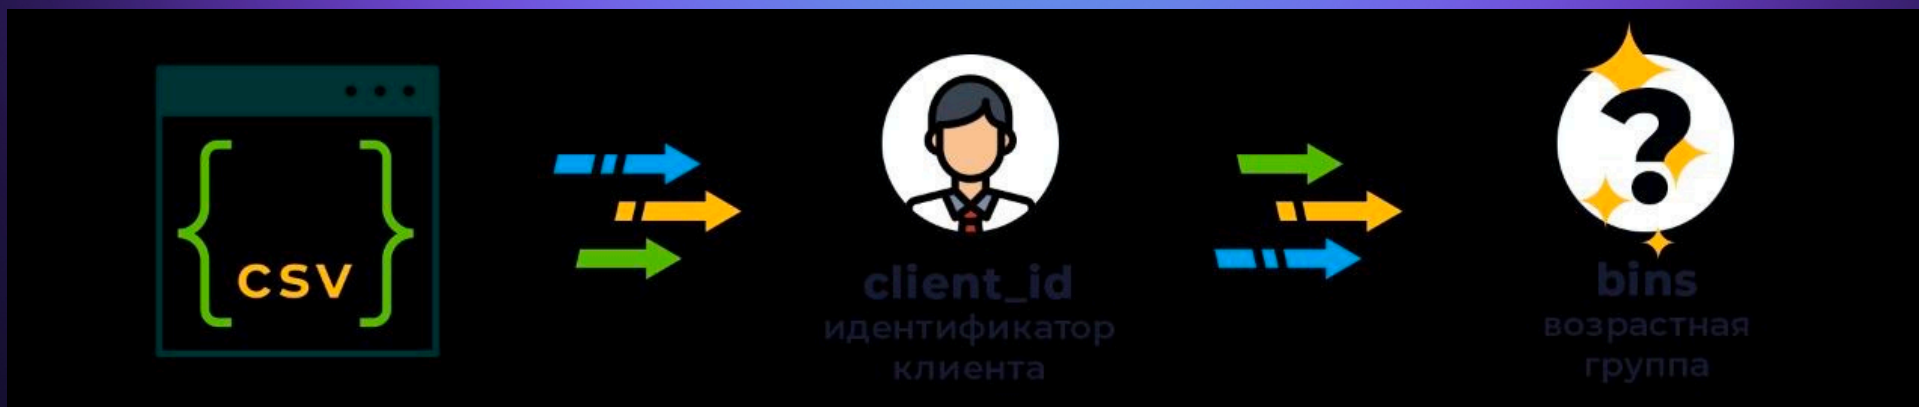 CSV
client_id
идентификатор
клиента
?
bins
возрастная
группа